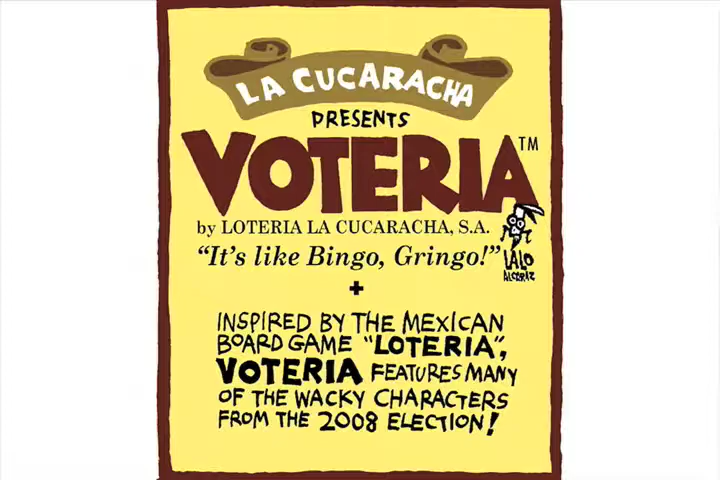 LA CUCARACHA
PRESENTS
VOTERIA™
by LOTERIA LA CUCARACHA, S.A.
“It's like Bingo, Gringo!”
LALO
ALCARAZ
+
INSPIRED BY THE MEXICAN
BOARD GAME “LOTERIA”,
VOTERIA FEATURES MANY
OF THE WACKY CHARACTERS
FROM THE 2008 ELECTION!